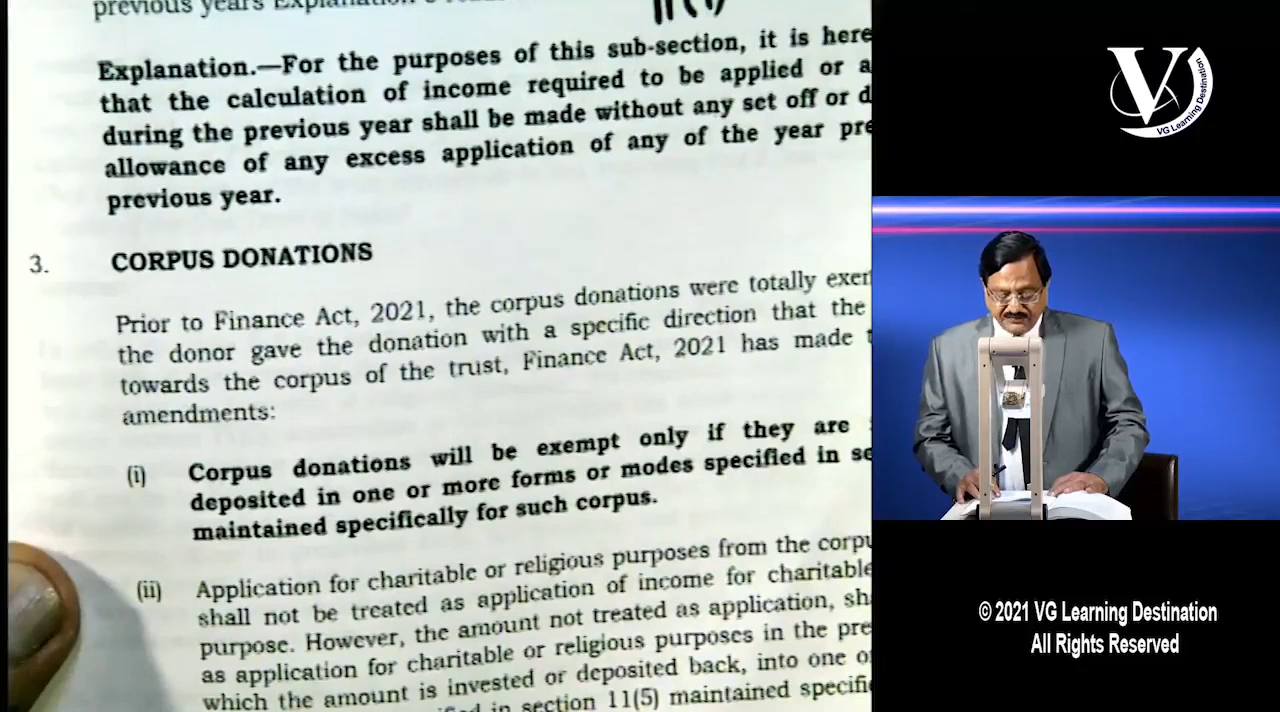 previous years
11(1)
Explanation.—For the purposes of this sub-section, it is here
that the calculation of income required to be applied or a
during the previous year shall be made without any set off or d
allowance of any excess application of any of the year pre
previous year.
3. CORPUS DONATIONS
Prior to Finance Act, 2021, the corpus donations were totally exem
the donor gave the donation with a specific direction that the
towards the corpus of the trust, Finance Act, 2021 has made t
amendments:
(i) Corpus donations will be exempt only if they are
deposited in one or more forms or modes specified in se
maintained specifically for such corpus.
(ii) Application for charitable or religious purposes from the corpu
shall not be treated as application of income for charitable
purpose. However, the amount not treated as application, sha
as application for charitable or religious purposes in the pre
which the amount is invested or deposited back, into one o
in section 11(5) maintained specifi
V
VG Learning Destination
© 2021 VG Learning Destination
All Rights Reserved